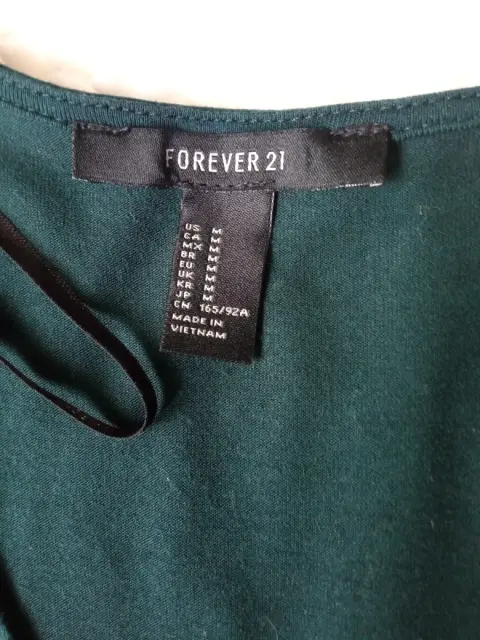 FOREVER 21
US M
CA M
MX M
BR M
EU M
UK M
KR M
JP M
CN 165/92A
MADE IN
VIETNAM